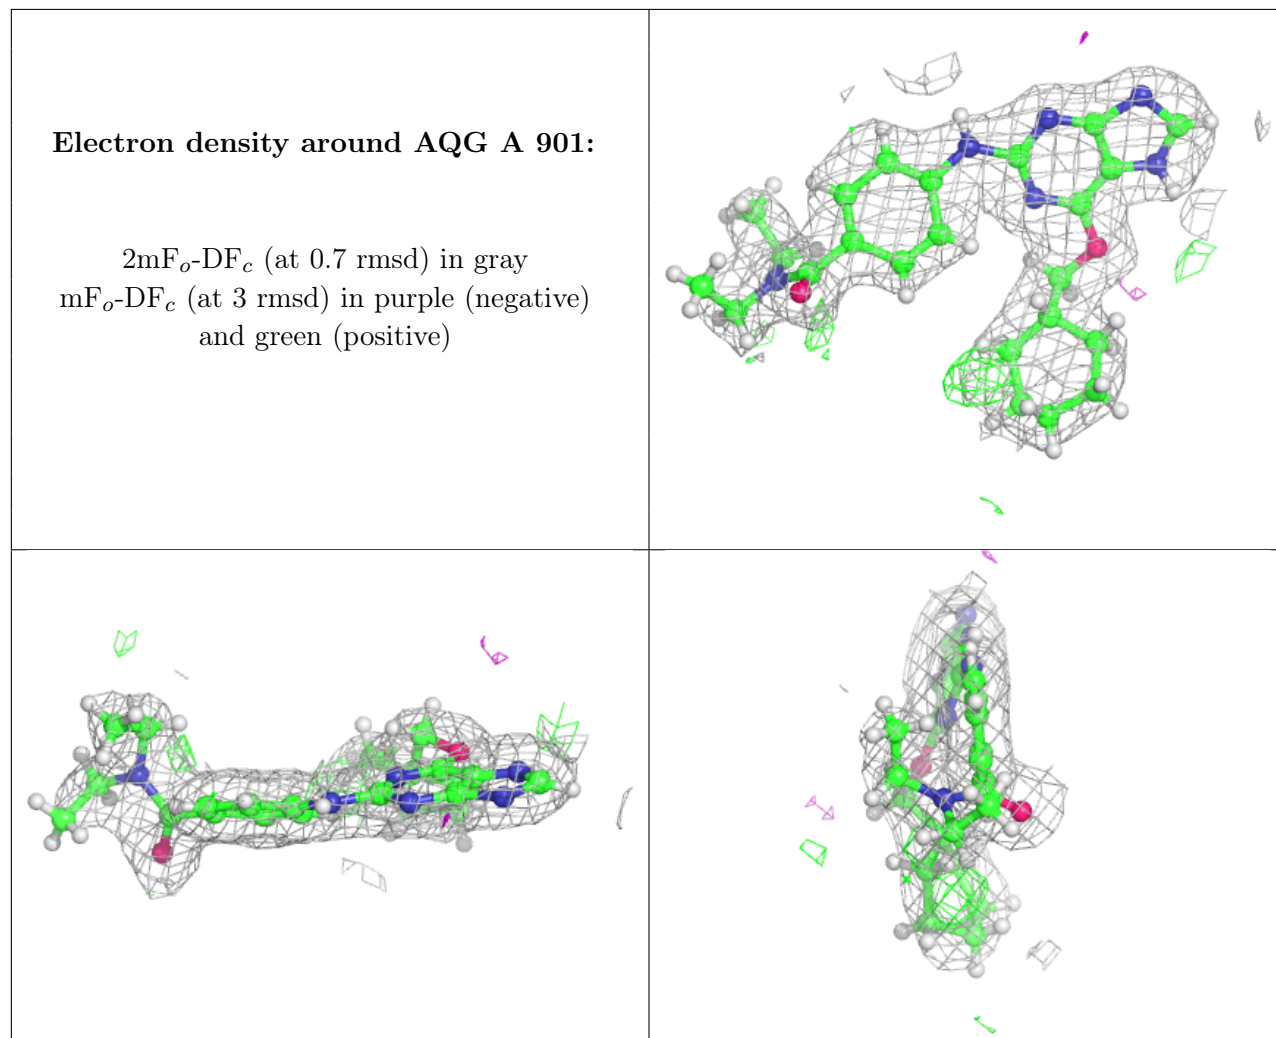 Electron density around AQG A 901:
2mFo-DFc (at 0.7 rmsd) in gray
mFo-DFc (at 3 rmsd) in purple (negative)
and green (positive)